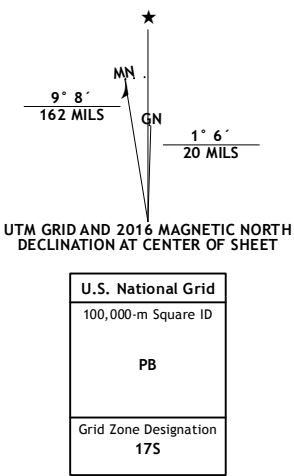 ★
MN
9° 8´
162 MILS
GN
1° 6´
20 MILS
UTM GRID AND 2016 MAGNETIC NORTH
DECLINATION AT CENTER OF SHEET
U.S. National Grid
100,000-m Square ID
PB
Grid Zone Designation
17S